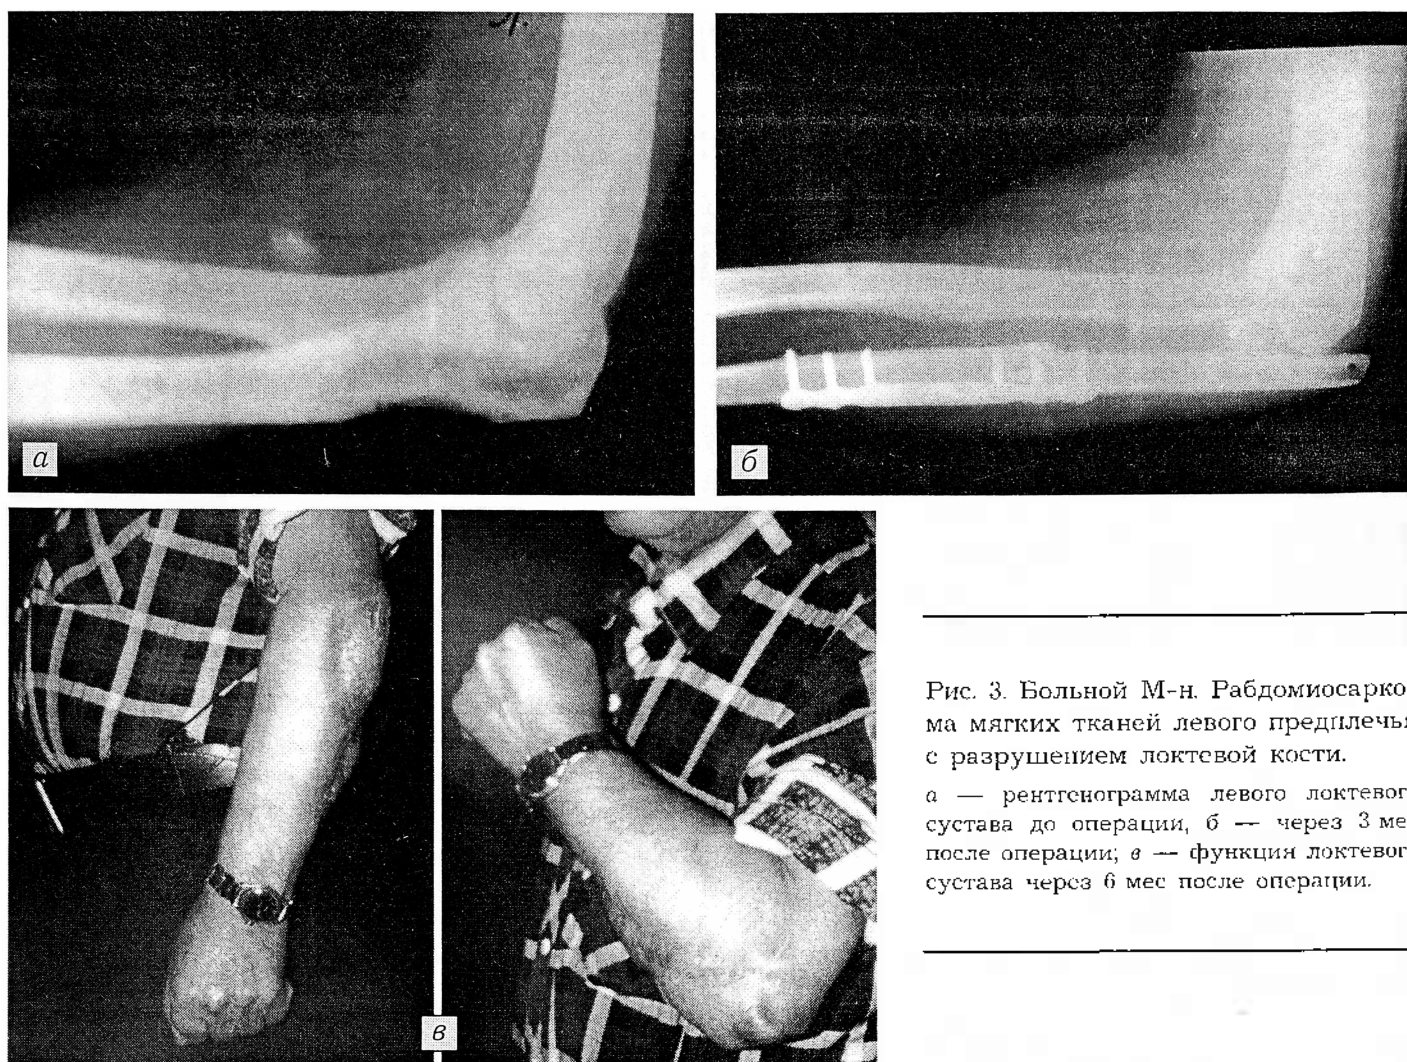 а
б
в
Рис. 3. Больной М-н. Рабдомиосарко-
ма мягких тканей левого предплечья
с разрушением локтевой кости.
а — рентгенограмма левого локтевог
сустава до операции, б — через 3 ме
после операции; в — функция локтевог
сустава через 6 мес после операции.